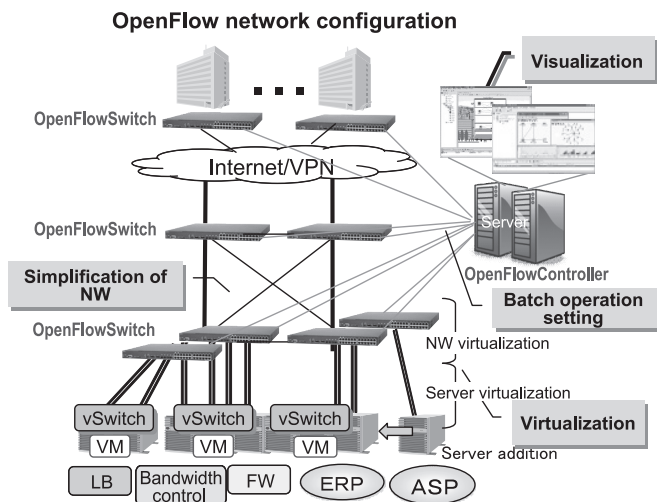 OpenFlow network configuration
Visualization
OpenFlowSwitch
Internet/VPN
Server
OpenFlowSwitch
OpenFlowController
Simplification of
NW
Batch operation
setting
OpenFlowSwitch
NW virtualization
Server virtualization
Virtualization
vSwitch
vSwitch
vSwitch
VM
VM
VM
Server addition
LB
Bandwidth
control
FW
ERP
ASP